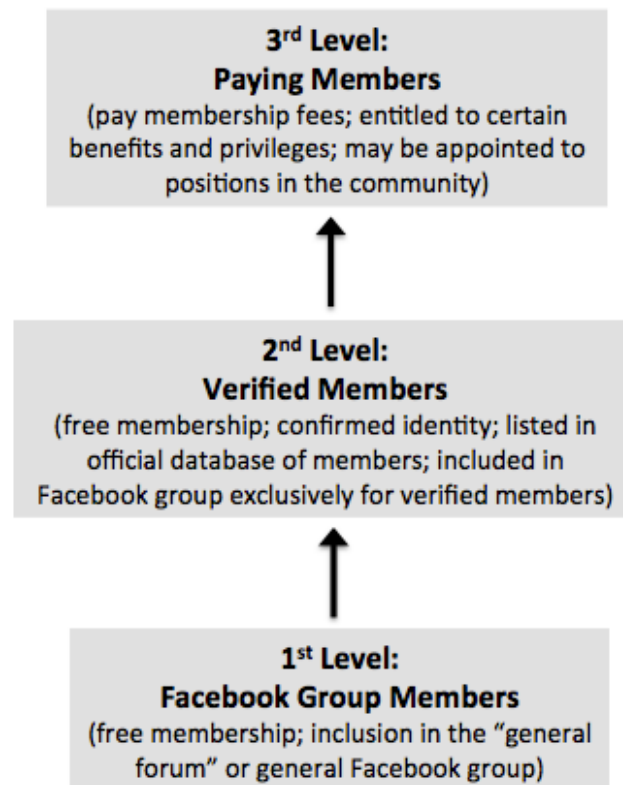 3rd Level:
Paying Members
(pay membership fees; entitled to certain
benefits and privileges; may be appointed to
positions in the community)
2nd Level:
Verified Members
(free membership; confirmed identity; listed in
official database of members; included in
Facebook group exclusively for verified members)
1st Level:
Facebook Group Members
(free membership; inclusion in the “general
forum” or general Facebook group)